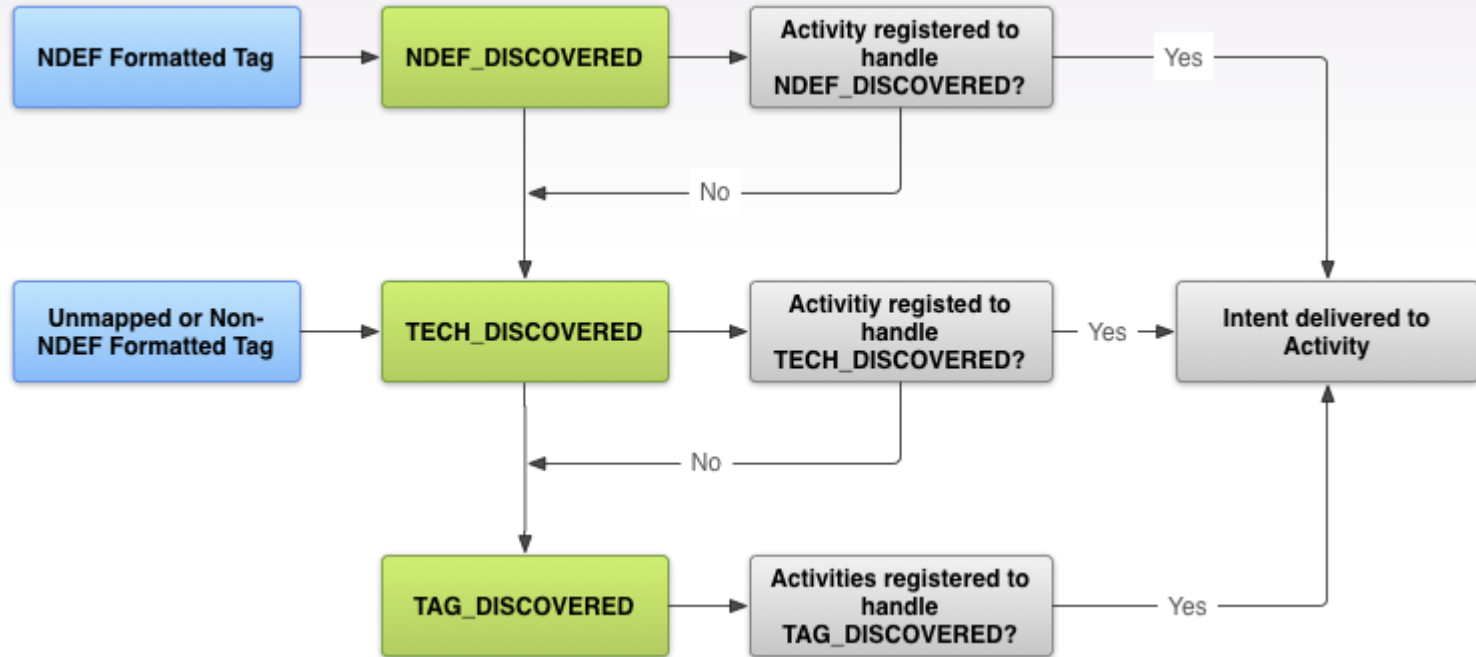 NDEF Formatted Tag
NDEF_DISCOVERED
Activity registered to
handle
NDEF_DISCOVERED?
Yes
No
Unmapped or Non-
NDEF Formatted Tag
TECH_DISCOVERED
Activitiy registed to
handle
TECH_DISCOVERED?
Yes
Intent delivered to
Activity
No
TAG_DISCOVERED
Activities registered to
handle
TAG_DISCOVERED?
Yes